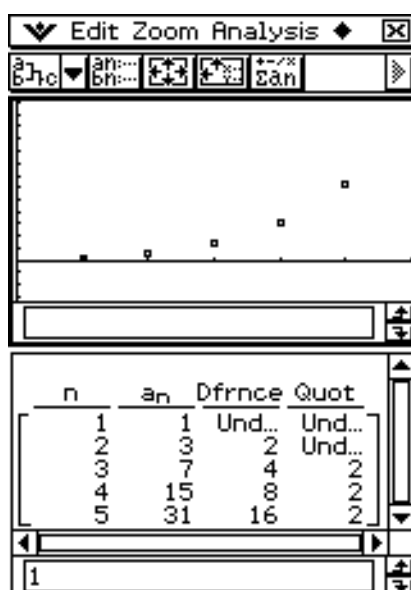 Edit Zoom Analysis
n an Dfrnce Quot
1 1 Und... Und...
2 3 2 Und...
3 7 4 2
4 15 8 2
5 31 16 2
1